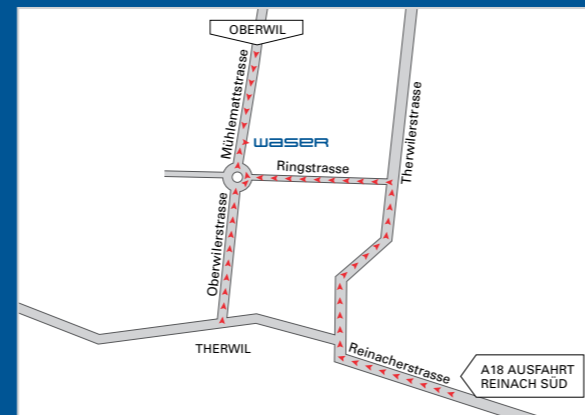 OBERWIL
Mühlemattstrasse
waser
Ringstrasse
Therwilerstrasse
Oberwilerstrasse
THERWIL
Reinacherstrasse
A18 AUSFAHRT
REINACH SÜD